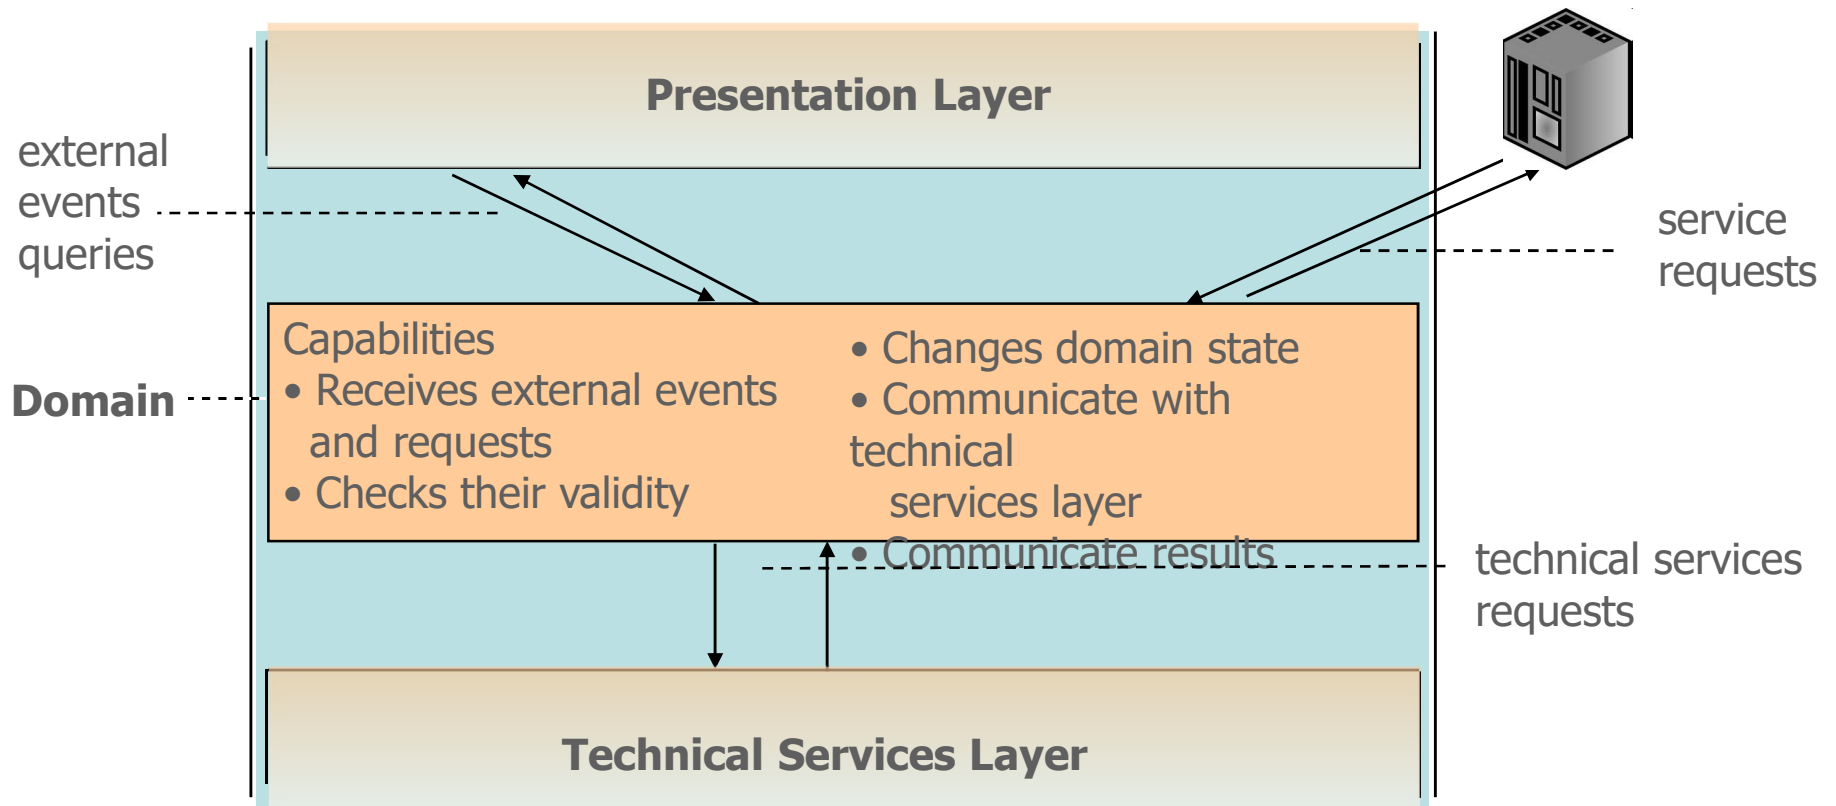 Presentation Layer
external
events
queries
service
requests
Domain
Capabilities
• Receives external events
and requests
• Checks their validity
• Changes domain state
• Communicate with
technical
services layer
• Communicate results
technical services
requests
Technical Services Layer